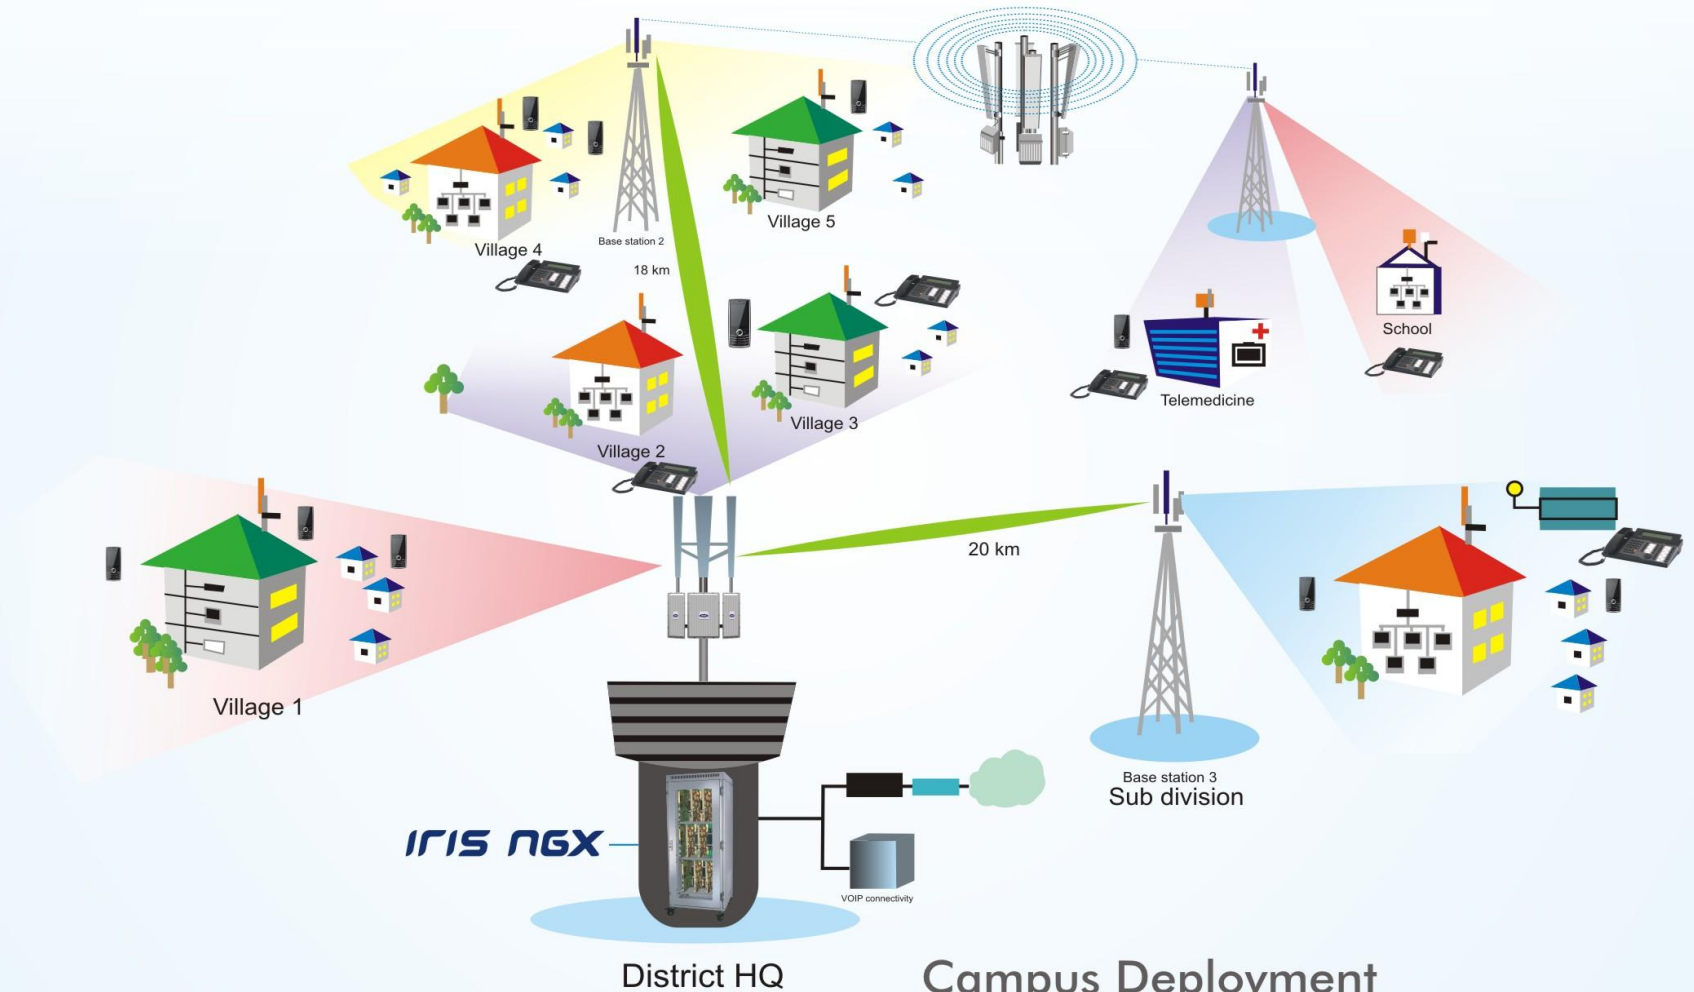 Village 4
Base station 2
Village 5
18 km
School
Telemedicine
Village 2
Village 3
Village 1
20 km
Base station 3
Sub division
IRIS NGX
VOIP connectivity
District HQ
Campus Deployment